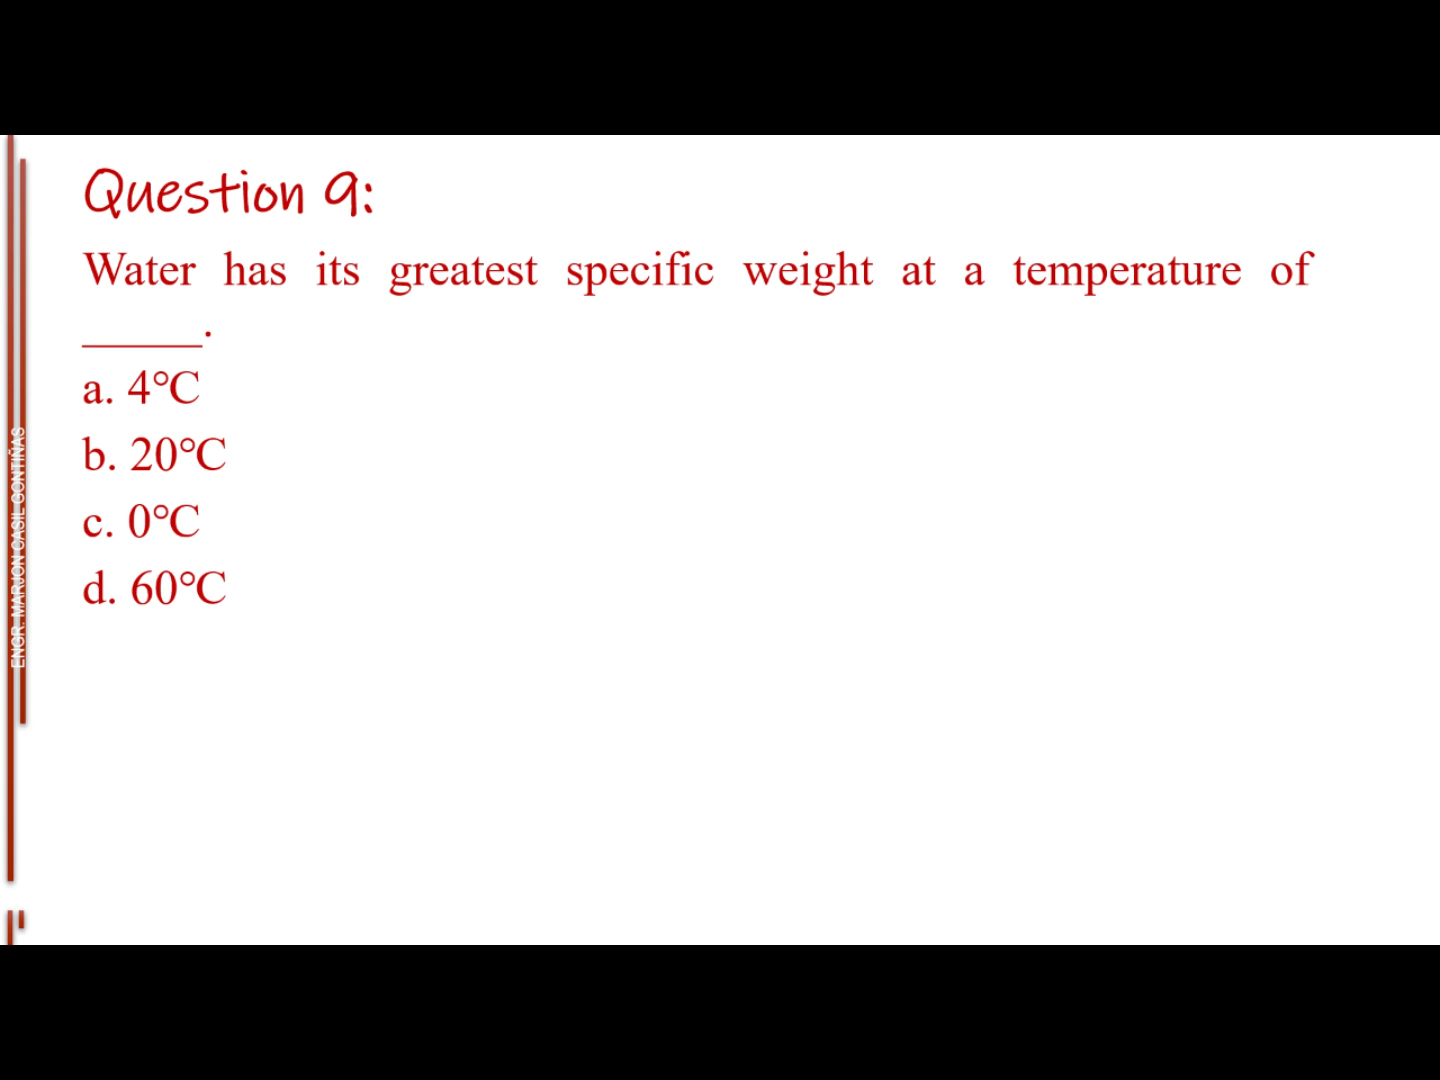 Question 9:
Water has its greatest specific weight at a temperature of
_____.
a. 4°C
b. 20°C
c. 0°C
d. 60°C
ENGR. MARJON CASIL GONTIÑAS